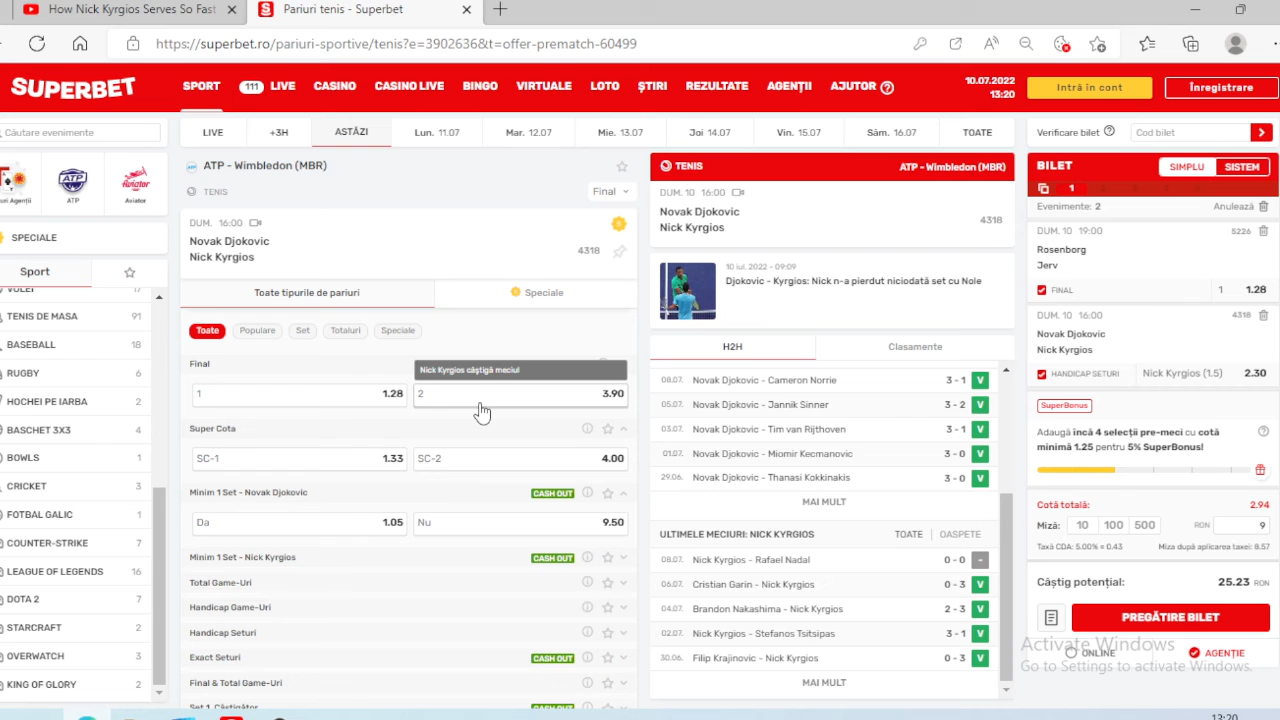 How Nick Kyrgios Serves So Fast
Pariuri tenis - Superbet
https://superbet.ro/pariuri-sportive/tenis?e=3902636&t=offer-prematch-60499
SUPERBET
SPORT
111 LIVE
CASINO
CASINO LIVE
BINGO
VIRTUALE
LOTO
ȘTIRI
REZULTATE
AGENȚII
AJUTOR
10.07.2022
13:20
Intră în cont
Înregistrare
Căutare evenimente
LIVE
+3H
ASTĂZI
Lun. 11.07
Mar. 12.07
Mie. 13.07
Joi 14.07
Vin. 15.07
Sâm. 16.07
TOATE
Verificare bilet
Cod bilet
uri Agenții
ATP
Aviator
SPECIALE
Sport
VOLEI 17
TENIS DE MASA 91
BASEBALL 18
RUGBY 6
HOCHEI PE IARBA 2
BASCHET 3X3 4
BOWLS 1
CRICKET 3
FOTBAL GALIC 1
COUNTER-STRIKE 7
LEAGUE OF LEGENDS 16
DOTA 2 7
STARCRAFT 2
OVERWATCH 3
KING OF GLORY 2
ATP - Wimbledon (MBR)
TENIS
Final
DUM. 16:00
Novak Djokovic
Nick Kyrgios
4318
Toate tipurile de pariuri
Speciale
Toate
Populare
Set
Totaluri
Speciale
Final
Nick Kyrgios câștigă meciul
1 1.28
2 3.90
Super Cota
SC-1 1.33
SC-2 4.00
Minim 1 Set - Novak Djokovic CASH OUT
Da 1.05
Nu 9.50
Minim 1 Set - Nick Kyrgios CASH OUT
Total Game-Uri
Handicap Game-Uri
Handicap Seturi
Exact Seturi CASH OUT
Final & Total Game-Uri
Set 1, Câștigător CASH OUT
TENIS ATP - Wimbledon (MBR)
DUM. 10 16:00
Novak Djokovic
Nick Kyrgios
4318
10 iul. 2022 - 09:09
Djokovic - Kyrgios: Nick n-a pierdut niciodată set cu Nole
H2H
Clasamente
08.07. Novak Djokovic - Cameron Norrie 3 - 1 V
05.07. Novak Djokovic - Jannik Sinner 3 - 2 V
03.07. Novak Djokovic - Tim van Rijthoven 3 - 1 V
01.07. Novak Djokovic - Miomir Kecmanovic 3 - 0 V
29.06. Novak Djokovic - Thanasi Kokkinakis 3 - 0 V
MAI MULT
ULTIMELE MECIURI: NICK KYRGIOS TOATE OASPETE
08.07. Nick Kyrgios - Rafael Nadal 0 - 0 -
06.07. Cristian Garin - Nick Kyrgios 0 - 3 V
04.07. Brandon Nakashima - Nick Kyrgios 2 - 3 V
02.07. Nick Kyrgios - Stefanos Tsitsipas 3 - 1 V
30.06. Filip Krajinovic - Nick Kyrgios 0 - 3 V
MAI MULT
BILET
SIMPLU
SISTEM
1
Evenimente: 2
Anulează
DUM. 10 19:00 5226
Rosenborg
Jerv
FINAL 1 1.28
DUM. 10 16:00 4318
Novak Djokovic
Nick Kyrgios
HANDICAP SETURI Nick Kyrgios (1.5) 2.30
SuperBonus
Adaugă încă 4 selecții pre-meci cu cotă
minimă 1.25 pentru 5% SuperBonus!
Cotă totală: 2.94
Miză: 10 100 500 RON 9
Taxă CDA: 5.00% = 0.43 Miza după aplicarea taxei: 8.57
Câștig potențial: 25.23 RON
PREGĂTIRE BILET
ONLINE
AGENȚIE
Activate Windows
Go to Settings to activate Windows.
13:20